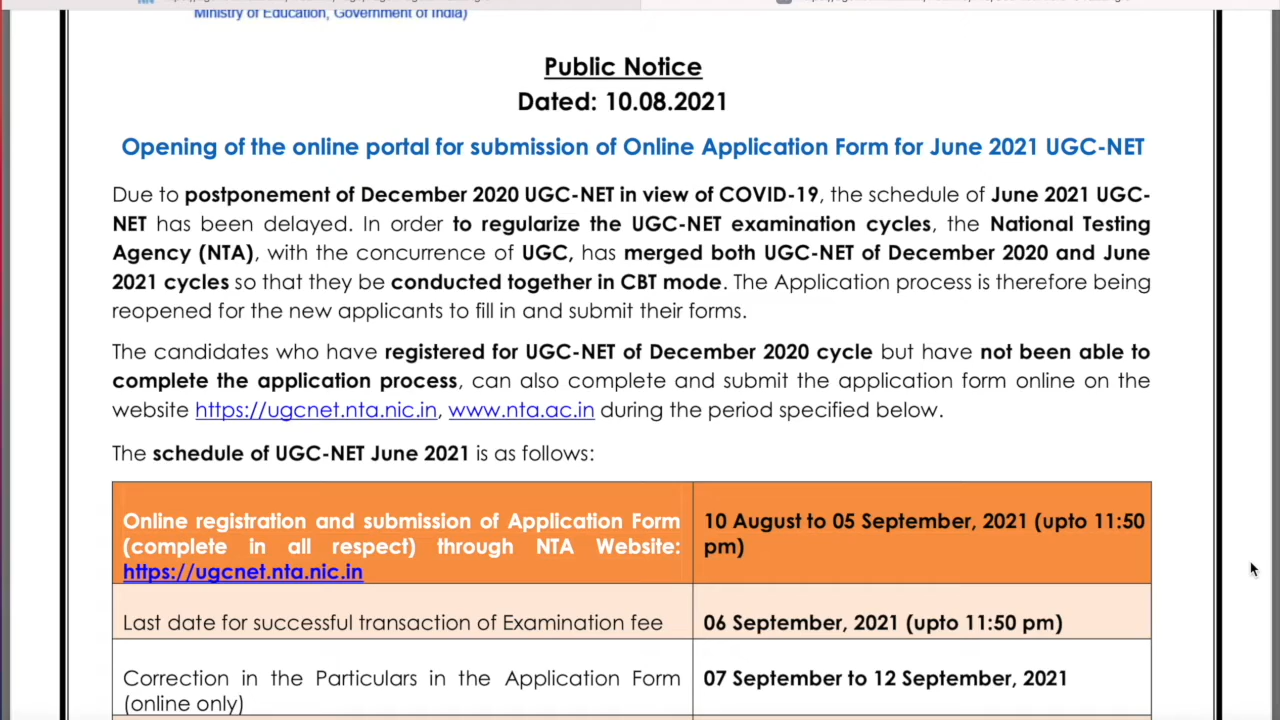 Ministry of Education, Government of India)
Public Notice
Dated: 10.08.2021
Opening of the online portal for submission of Online Application Form for June 2021 UGC-NET
Due to postponement of December 2020 UGC-NET in view of COVID-19, the schedule of June 2021 UGC-
NET has been delayed. In order to regularize the UGC-NET examination cycles, the National Testing
Agency (NTA), with the concurrence of UGC, has merged both UGC-NET of December 2020 and June
2021 cycles so that they be conducted together in CBT mode. The Application process is therefore being
reopened for the new applicants to fill in and submit their forms.
The candidates who have registered for UGC-NET of December 2020 cycle but have not been able to
complete the application process, can also complete and submit the application form online on the
website https://ugcnet.nta.nic.in, www.nta.ac.in during the period specified below.
The schedule of UGC-NET June 2021 is as follows:
Online registration and submission of Application Form
(complete in all respect) through NTA Website:
https://ugcnet.nta.nic.in
10 August to 05 September, 2021 (upto 11:50
pm)
Last date for successful transaction of Examination fee
06 September, 2021 (upto 11:50 pm)
Correction in the Particulars in the Application Form
(online only)
07 September to 12 September, 2021